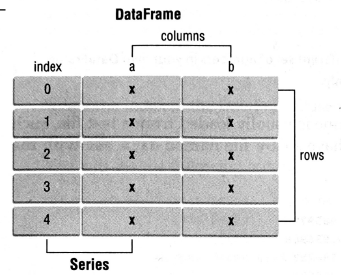 DataFrame
columns
index a b
0 x x
1 x x
2 x x
3 x x
4 x x
rows
Series